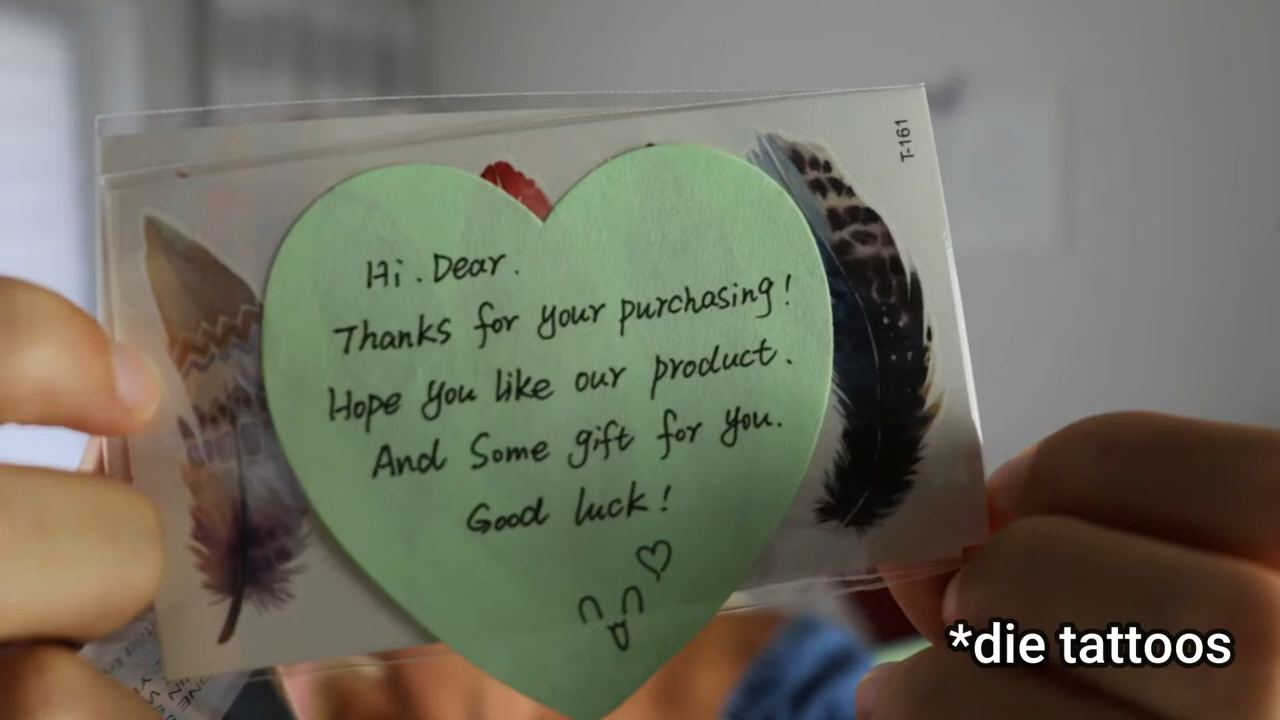 T-161
Hi. Dear.
Thanks for your purchasing!
Hope you like our product.
And Some gift for you.
Good luck!
*die tattoos